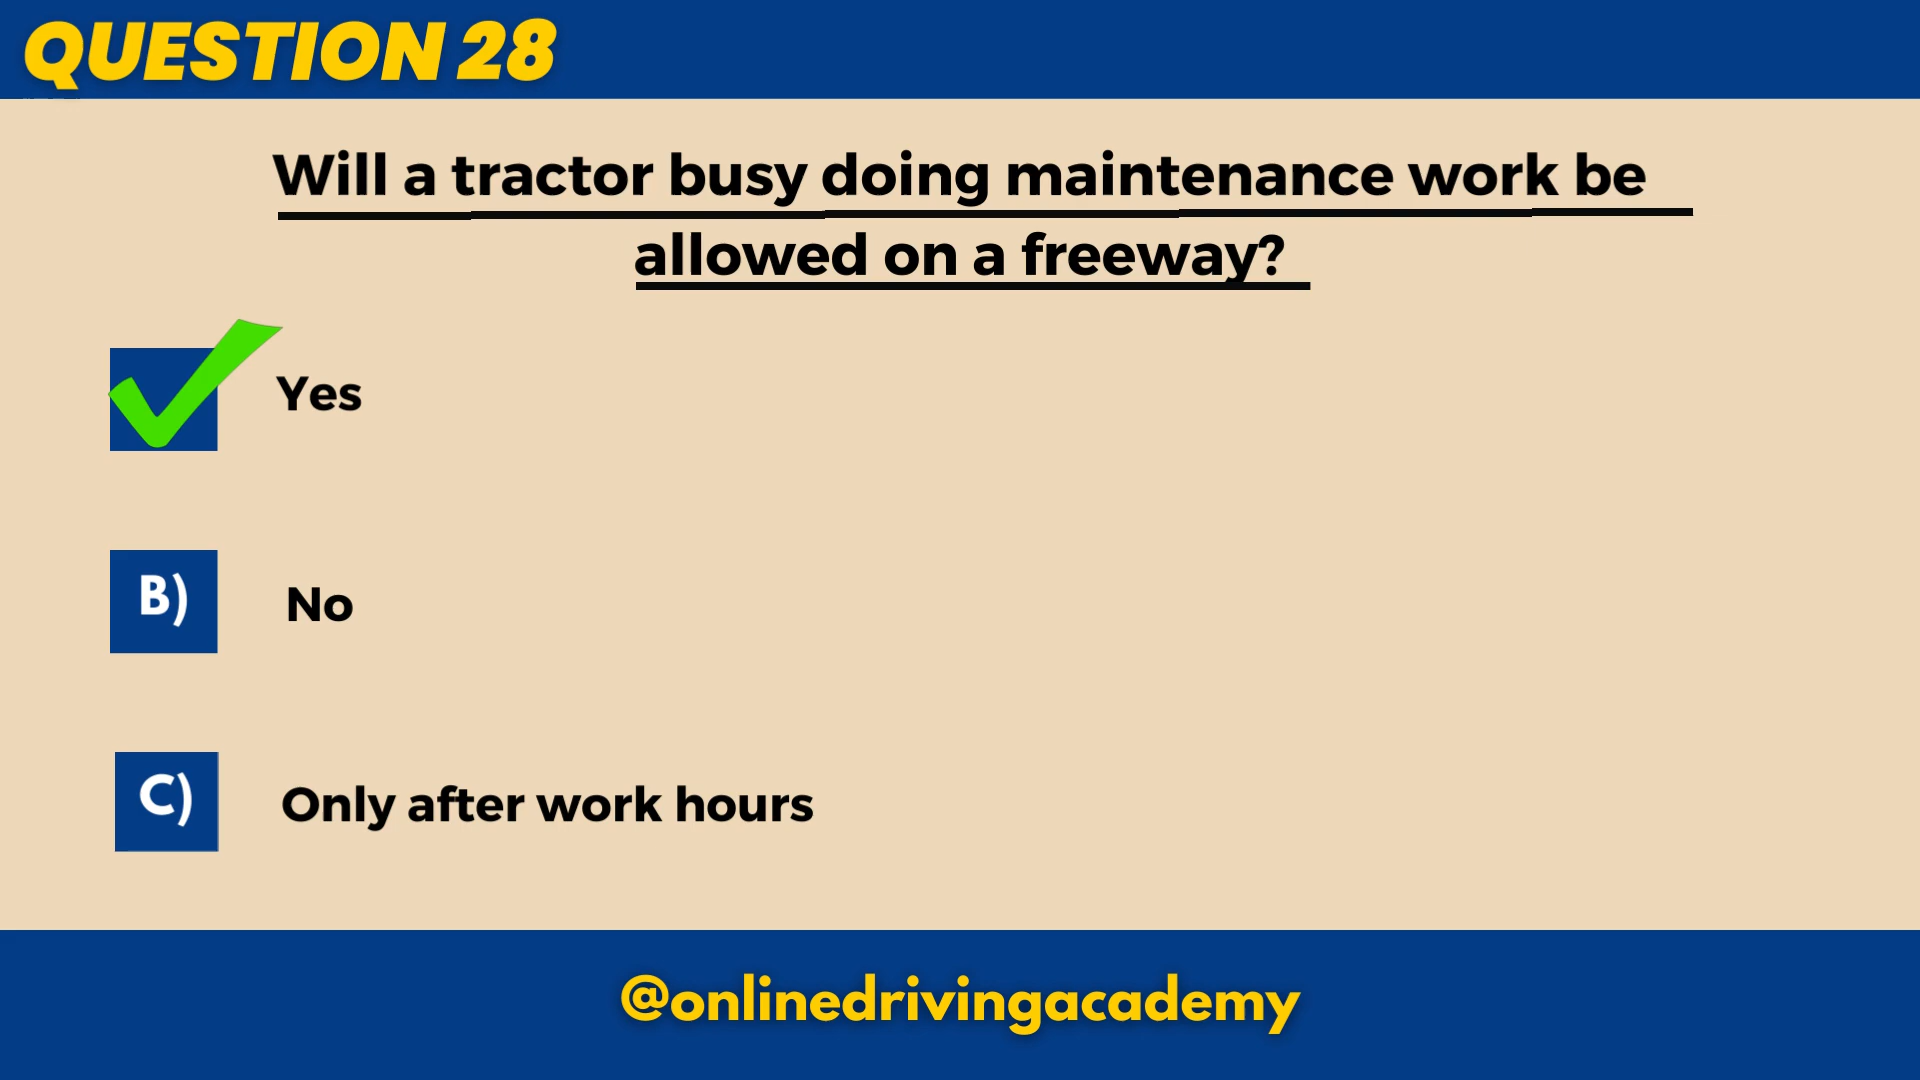 QUESTION 28
Will a tractor busy doing maintenance work be
allowed on a freeway?
Yes
B) No
C) Only after work hours
@onlinedrivingacademy